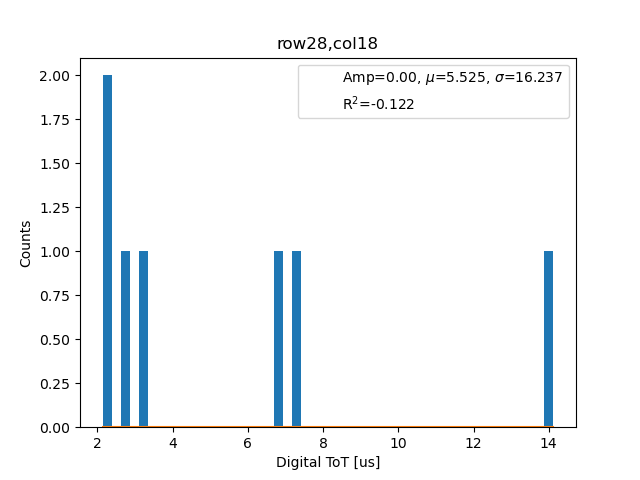 row28,col18
Amp=0.00, μ=5.525, σ=16.237
R²=-0.122
Counts
2.00
1.75
1.50
1.25
1.00
0.75
0.50
0.25
0.00
2 4 6 8 10 12 14
Digital ToT [us]